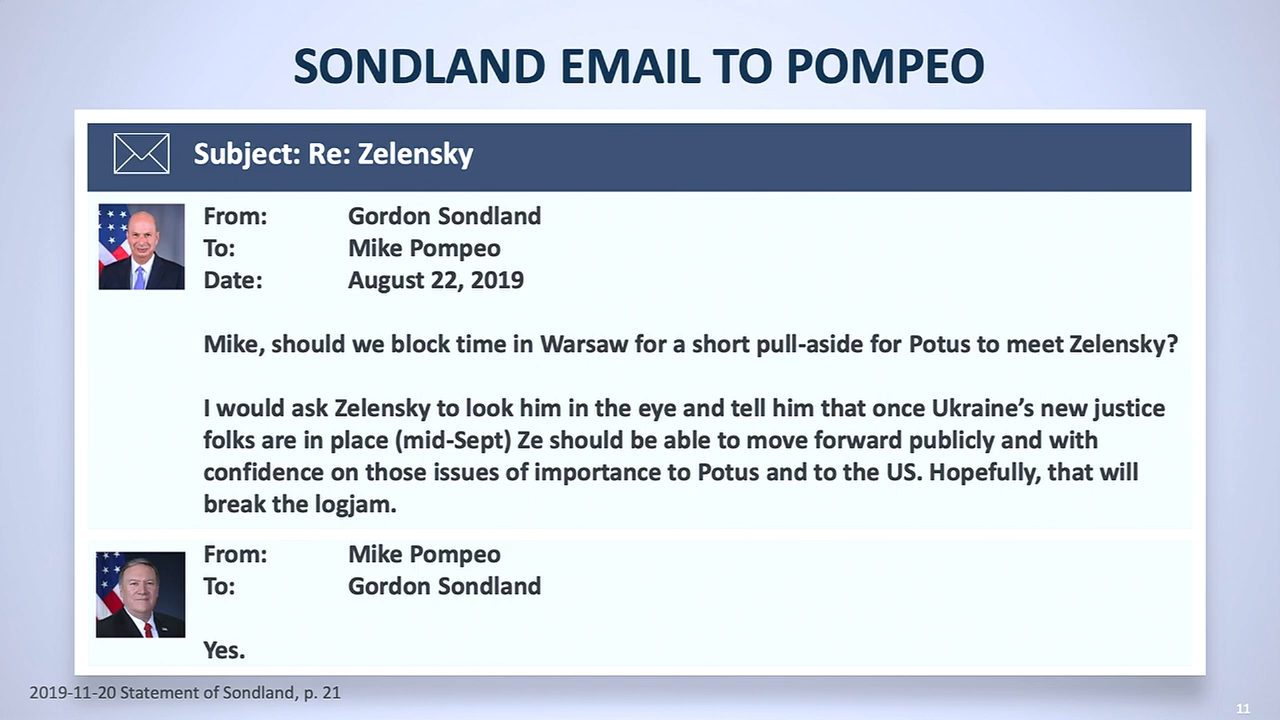 SONDLAND EMAIL TO POMPEO
Subject: Re: Zelensky
From: Gordon Sondland
To: Mike Pompeo
Date: August 22, 2019
Mike, should we block time in Warsaw for a short pull-aside for Potus to meet Zelensky?
I would ask Zelensky to look him in the eye and tell him that once Ukraine’s new justice
folks are in place (mid-Sept) Ze should be able to move forward publicly and with
confidence on those issues of importance to Potus and to the US. Hopefully, that will
break the logjam.
From: Mike Pompeo
To: Gordon Sondland
Yes.
2019-11-20 Statement of Sondland, p. 21
11